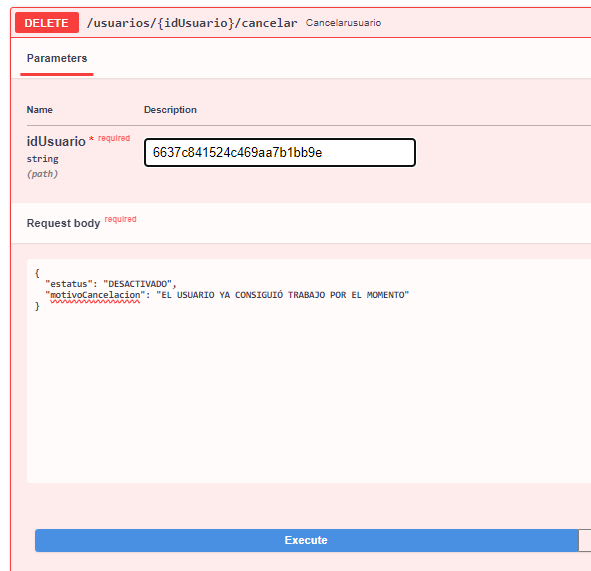 DELETE /usuarios/{idUsuario}/cancelar Cancelarusuario
Parameters
Name Description
idUsuario * required
string
(path)
6637c841524c469aa7b1bb9e
Request body required
{
"estatus": "DESACTIVADO",
"motivoCancelacion": "EL USUARIO YA CONSIGUIÓ TRABAJO POR EL MOMENTO"
}
Execute